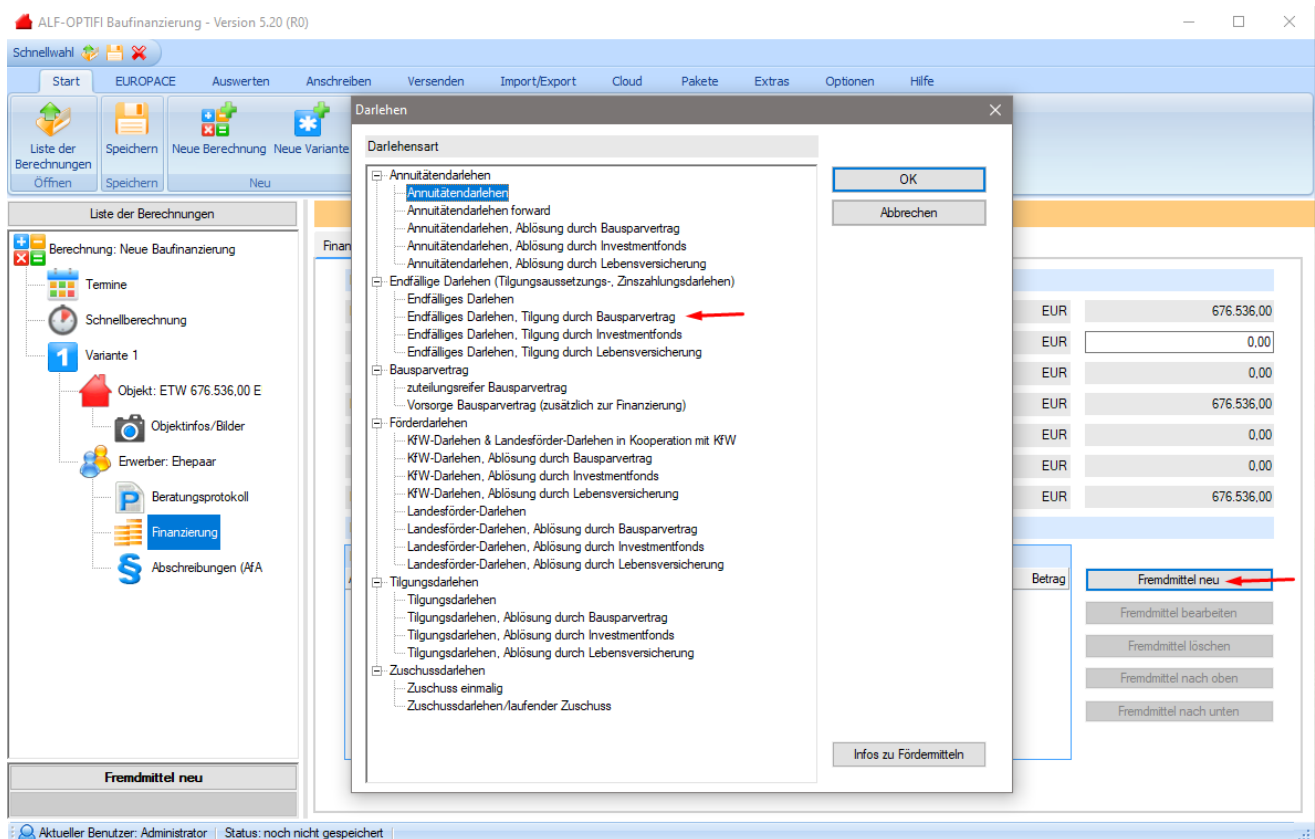 ALF-OPTIFI Baufinanzierung - Version 5.20 (R0)
Schnellwahl
Start EUROPACE Auswerten Anschreiben Versenden Import/Export Cloud Pakete Extras Optionen Hilfe
Liste der Berechnungen
Öffnen
Speichern
Speichern
Neue Berechnung
Neue Variante
Neu
Liste der Berechnungen
Berechnung: Neue Baufinanzierung
Termine
Schnellberechnung
1 Variante 1
Objekt: ETW 676.536,00 E
Objektinfos/Bilder
Erwerber: Ehepaar
P Beratungsprotokoll
Finanzierung
§ Abschreibungen (AfA
Fremdmittel neu
Finan
Darlehen
Darlehensart
Annuitätendarlehen
Annuitätendarlehen
Annuitätendarlehen forward
Annuitätendarlehen, Ablösung durch Bausparvertrag
Annuitätendarlehen, Ablösung durch Investmentfonds
Annuitätendarlehen, Ablösung durch Lebensversicherung
Endfällige Darlehen (Tilgungsaussetzungs-, Zinszahlungsdarlehen)
Endfälliges Darlehen
Endfälliges Darlehen, Tilgung durch Bausparvertrag
Endfälliges Darlehen, Tilgung durch Investmentfonds
Endfälliges Darlehen, Tilgung durch Lebensversicherung
Bausparvertrag
zuteilungsreifer Bausparvertrag
Vorsorge Bausparvertrag (zusätzlich zur Finanzierung)
Förderdarlehen
KfW-Darlehen & Landesförder-Darlehen in Kooperation mit KfW
KfW-Darlehen, Ablösung durch Bausparvertrag
KfW-Darlehen, Ablösung durch Investmentfonds
KfW-Darlehen, Ablösung durch Lebensversicherung
Landesförder-Darlehen
Landesförder-Darlehen, Ablösung durch Bausparvertrag
Landesförder-Darlehen, Ablösung durch Investmentfonds
Landesförder-Darlehen, Ablösung durch Lebensversicherung
Tilgungsdarlehen
Tilgungsdarlehen
Tilgungsdarlehen, Ablösung durch Bausparvertrag
Tilgungsdarlehen, Ablösung durch Investmentfonds
Tilgungsdarlehen, Ablösung durch Lebensversicherung
Zuschussdarlehen
Zuschuss einmalig
Zuschussdarlehen/laufender Zuschuss
OK
Abbrechen
Infos zu Fördermitteln
EUR 676.536,00
EUR 0,00
EUR 0,00
EUR 676.536,00
EUR 0,00
EUR 0,00
EUR 676.536,00
Betrag
Fremdmittel neu
Fremdmittel bearbeiten
Fremdmittel löschen
Fremdmittel nach oben
Fremdmittel nach unten
Aktueller Benutzer: Administrator Status: noch nicht gespeichert